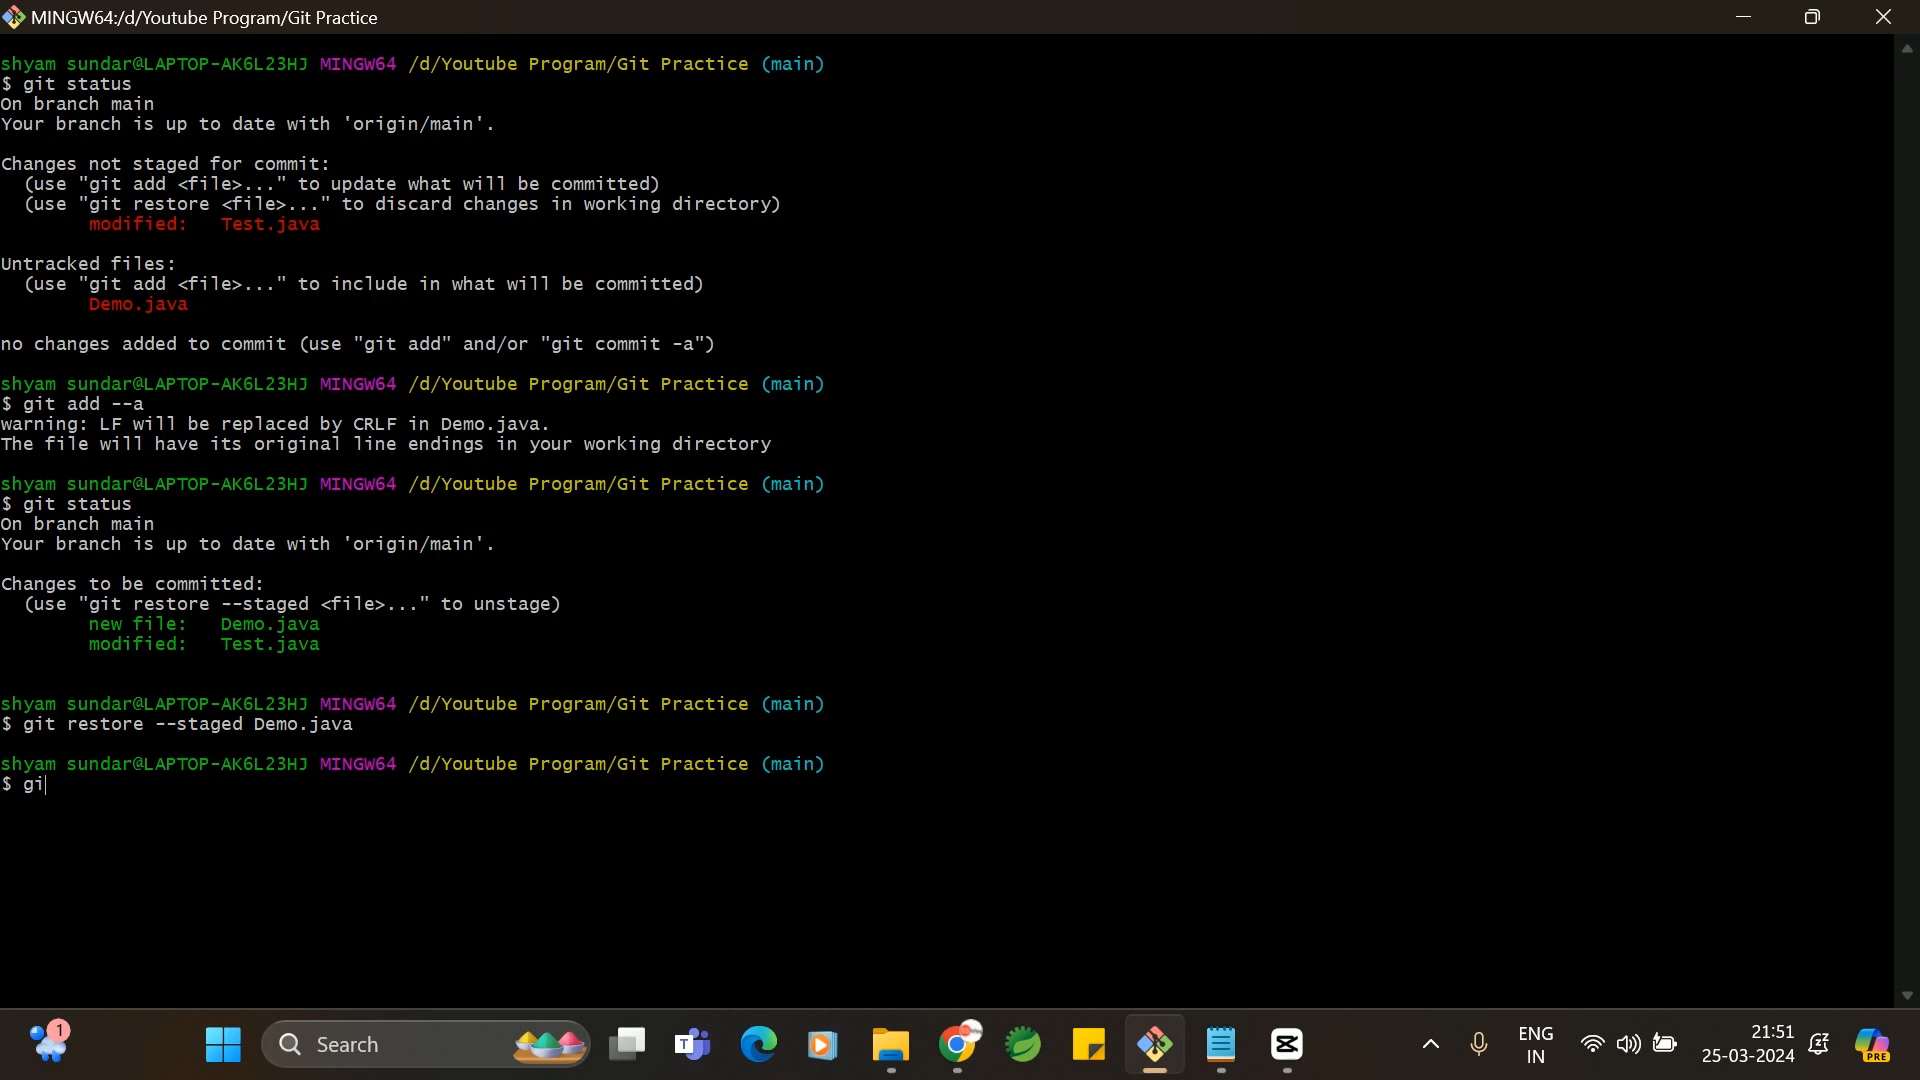 MINGW64:/d/Youtube Program/Git Practice
shyam sundar@LAPTOP-AK6L23HJ MINGW64 /d/Youtube Program/Git Practice (main)
$ git status
On branch main
Your branch is up to date with 'origin/main'.
Changes not staged for commit:
  (use "git add <file>..." to update what will be committed)
  (use "git restore <file>..." to discard changes in working directory)
        modified:   Test.java
Untracked files:
  (use "git add <file>..." to include in what will be committed)
        Demo.java
no changes added to commit (use "git add" and/or "git commit -a")
shyam sundar@LAPTOP-AK6L23HJ MINGW64 /d/Youtube Program/Git Practice (main)
$ git add --a
warning: LF will be replaced by CRLF in Demo.java.
The file will have its original line endings in your working directory
shyam sundar@LAPTOP-AK6L23HJ MINGW64 /d/Youtube Program/Git Practice (main)
$ git status
On branch main
Your branch is up to date with 'origin/main'.
Changes to be committed:
  (use "git restore --staged <file>..." to unstage)
        new file:   Demo.java
        modified:   Test.java
shyam sundar@LAPTOP-AK6L23HJ MINGW64 /d/Youtube Program/Git Practice (main)
$ git restore --staged Demo.java
shyam sundar@LAPTOP-AK6L23HJ MINGW64 /d/Youtube Program/Git Practice (main)
$ gi
1
Search
T
ENG
IN
21:51
25-03-2024
PRE